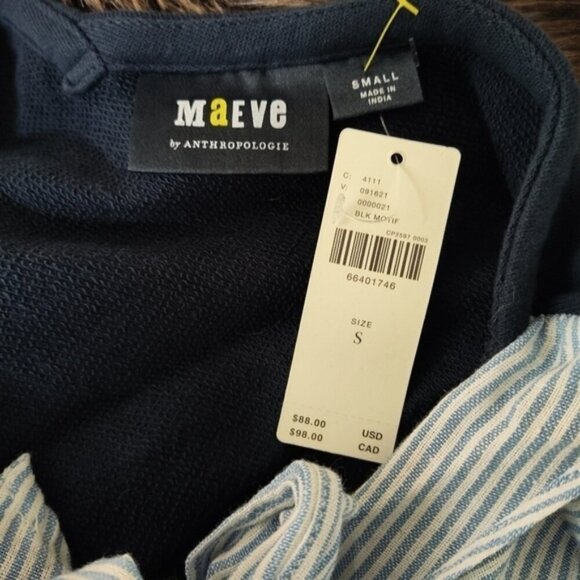 MaEVe
by ANTHROPOLOGIE
SMALL
MADE IN
INDIA
C: 4111
V: 091621
0000021
BLK MOTIF
CP2597 0002
66401746
SIZE
S
$88.00 USD
$98.00 CAD